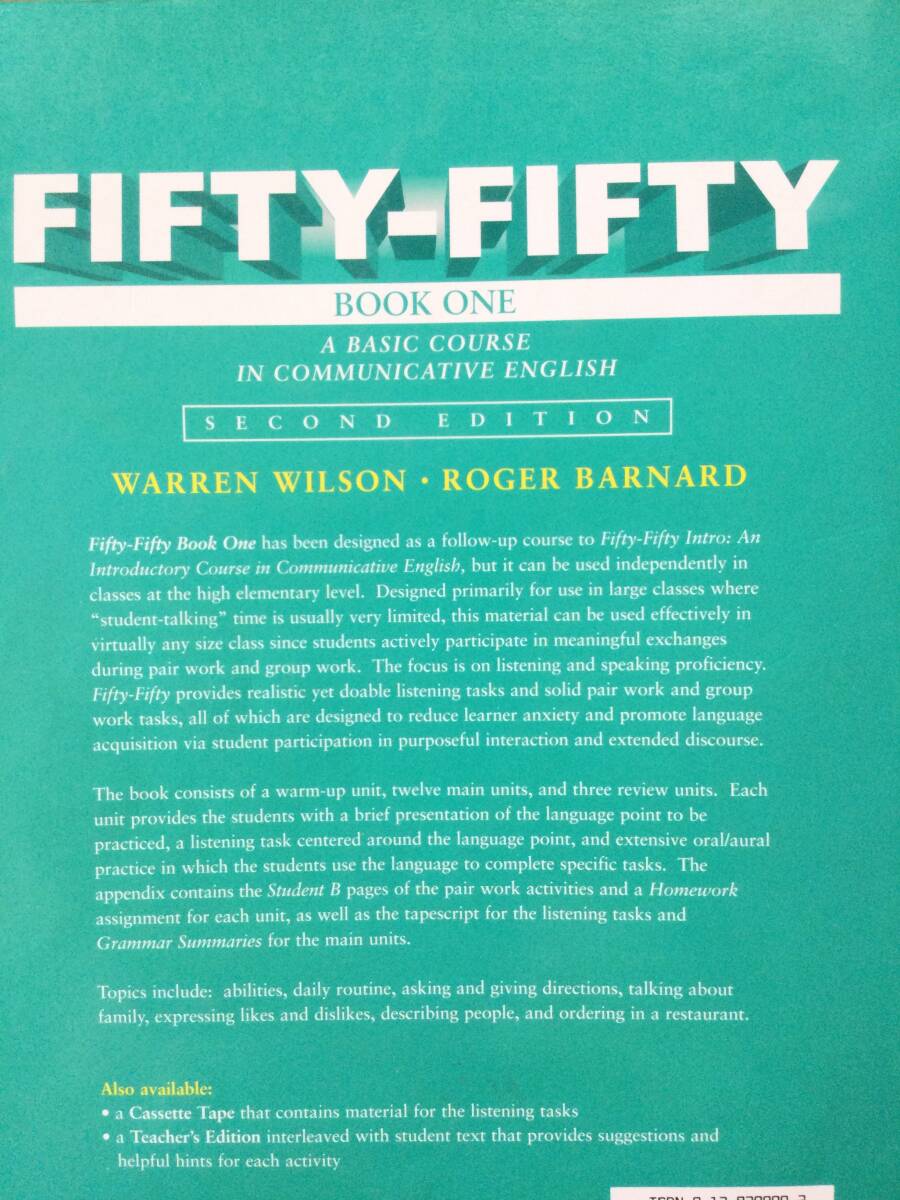 FIFTY-FIFTY
BOOK ONE
A BASIC COURSE
IN COMMUNICATIVE ENGLISH
SECOND EDITION
WARREN WILSON • ROGER BARNARD
Fifty-Fifty Book One has been designed as a follow-up course to Fifty-Fifty Intro: An
Introductory Course in Communicative English, but it can be used independently in
classes at the high elementary level. Designed primarily for use in large classes where
“student-talking” time is usually very limited, this material can be used effectively in
virtually any size class since students actively participate in meaningful exchanges
during pair work and group work. The focus is on listening and speaking proficiency.
Fifty-Fifty provides realistic yet doable listening tasks and solid pair work and group
work tasks, all of which are designed to reduce learner anxiety and promote language
acquisition via student participation in purposeful interaction and extended discourse.
The book consists of a warm-up unit, twelve main units, and three review units. Each
unit provides the students with a brief presentation of the language point to be
practiced, a listening task centered around the language point, and extensive oral/aural
practice in which the students use the language to complete specific tasks. The
appendix contains the Student B pages of the pair work activities and a Homework
assignment for each unit, as well as the tapescript for the listening tasks and
Grammar Summaries for the main units.
Topics include: abilities, daily routine, asking and giving directions, talking about
family, expressing likes and dislikes, describing people, and ordering in a restaurant.
Also available:
• a Cassette Tape that contains material for the listening tasks
• a Teacher's Edition interleaved with student text that provides suggestions and
helpful hints for each activity
ISBN